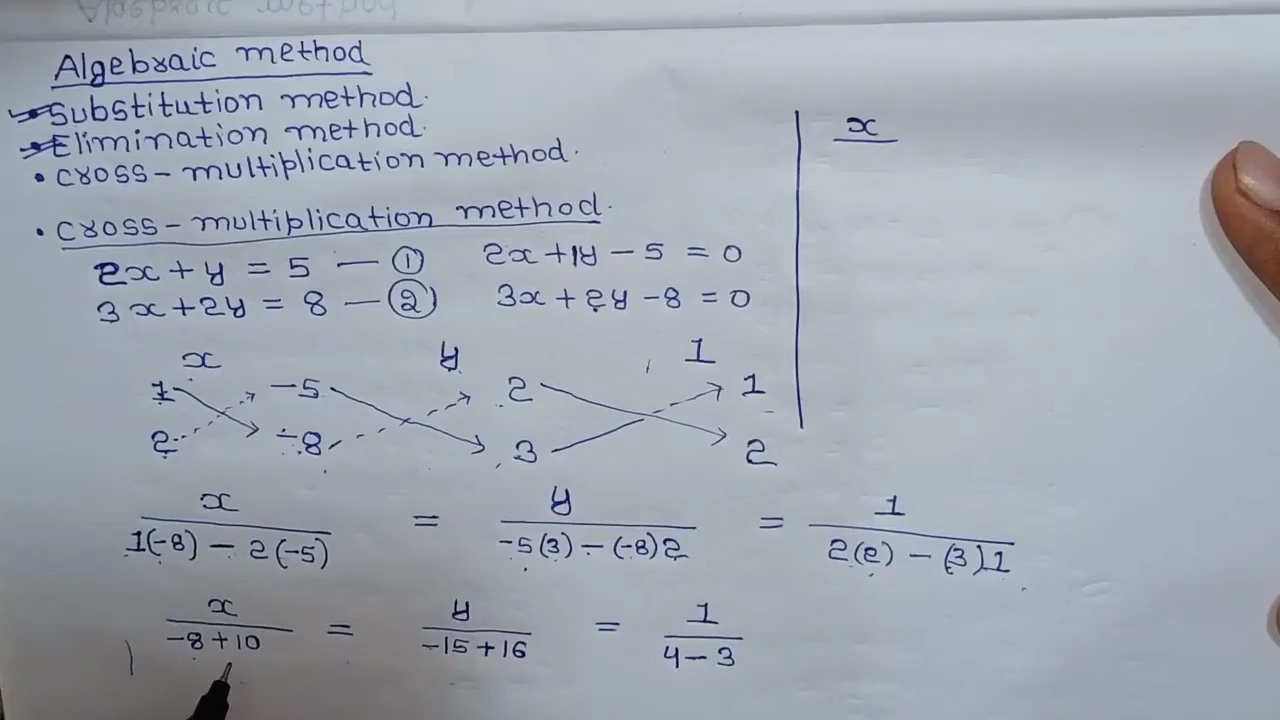 Algebraic method
Substitution method.
Elimination method.
• cross - multiplication method.
• cross - multiplication method.
2x + y = 5 — ① 2x + 1y - 5 = 0
3x + 2y = 8 — ② 3x + 2y - 8 = 0
x y 1
1 -5 2 1
2 -8 3 2
x / 1(-8) - 2(-5) = y / -5(3) - (-8)2 = 1 / 2(2) - (3)1
x / -8 + 10 = y / -15 + 16 = 1 / 4 - 3
x